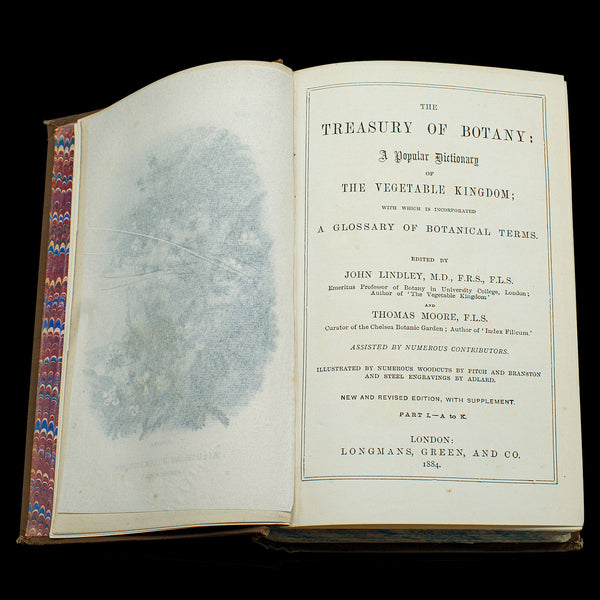 THE
TREASURY OF BOTANY:
A Popular Dictionary
OF
THE VEGETABLE KINGDOM;
WITH WHICH IS INCORPORATED
A GLOSSARY OF BOTANICAL TERMS.
EDITED BY
JOHN LINDLEY, M.D., F.R.S., F.L.S.
Emeritus Professor of Botany in University College, London;
Author of 'The Vegetable Kingdom'
AND
THOMAS MOORE, F.L.S.
Curator of the Chelsea Botanic Garden; Author of 'Index Filicum.'
ASSISTED BY NUMEROUS CONTRIBUTORS.
ILLUSTRATED BY NUMEROUS WOODCUTS BY FITCH AND BRANSTON
AND STEEL ENGRAVINGS BY ADLARD.
NEW AND REVISED EDITION, WITH SUPPLEMENT.
PART I.—A to K.
LONDON:
LONGMANS, GREEN, AND CO.
1884.